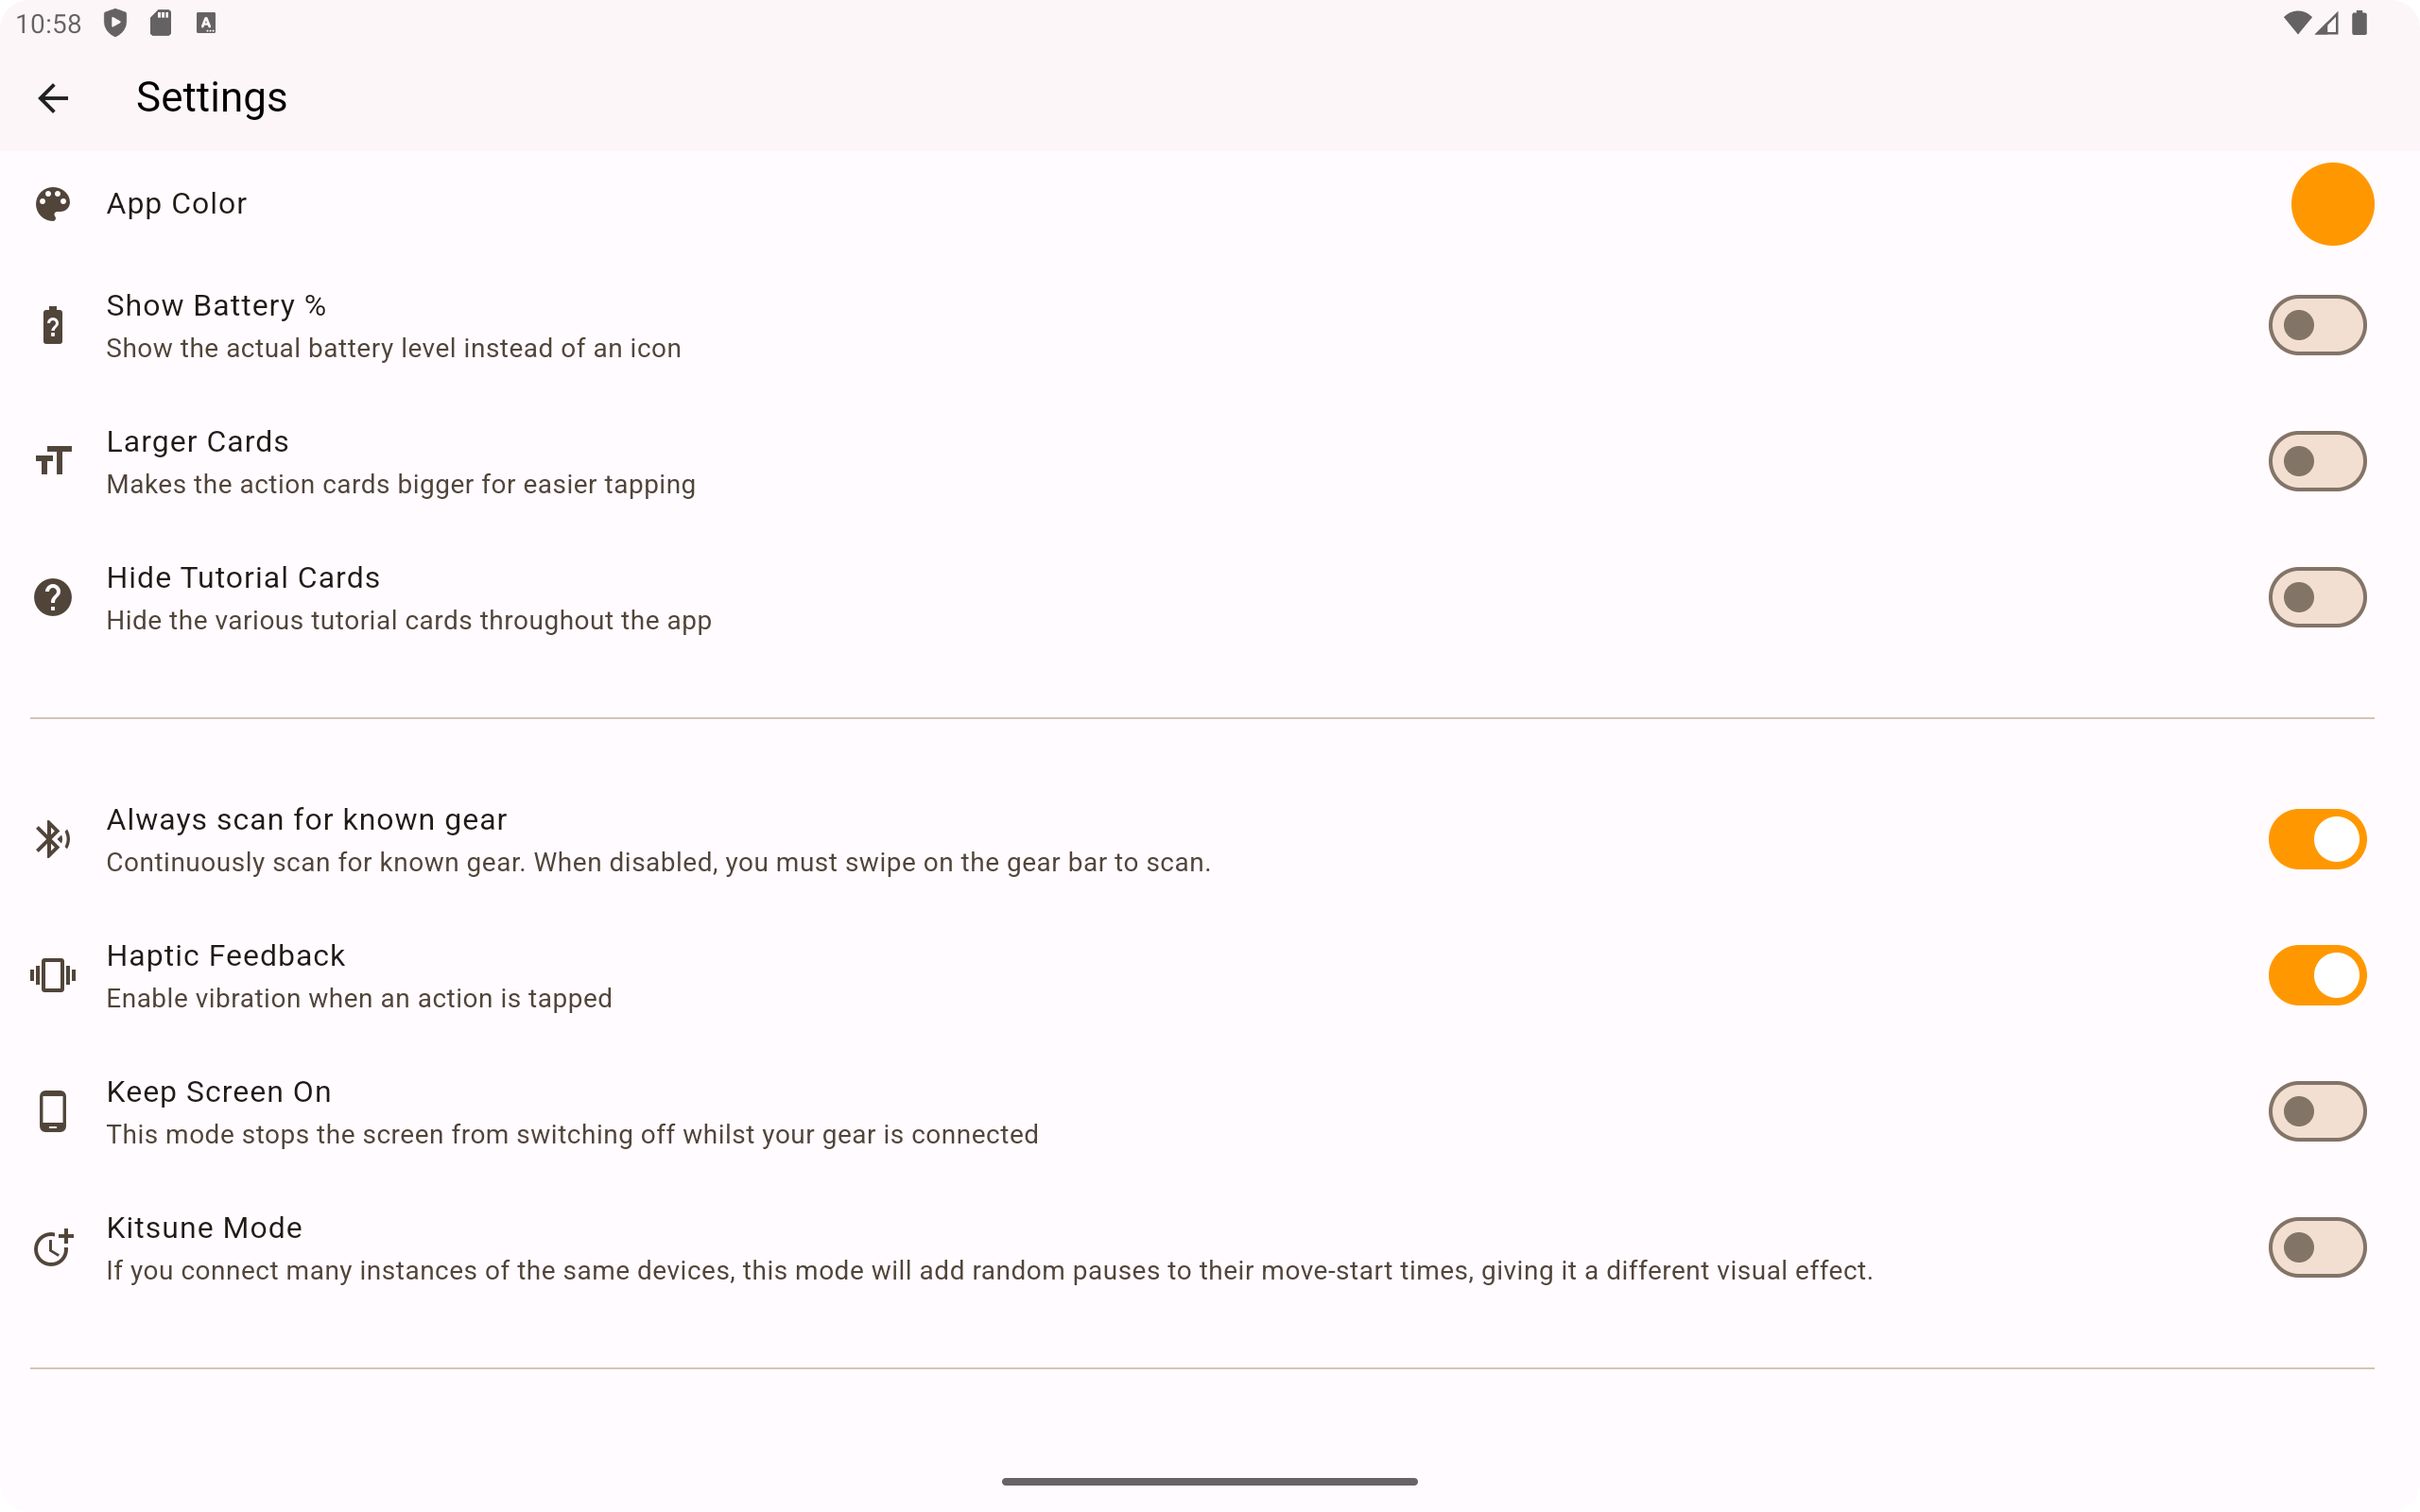 10:58
Settings
App Color
Show Battery %
Show the actual battery level instead of an icon
Larger Cards
Makes the action cards bigger for easier tapping
Hide Tutorial Cards
Hide the various tutorial cards throughout the app
Always scan for known gear
Continuously scan for known gear. When disabled, you must swipe on the gear bar to scan.
Haptic Feedback
Enable vibration when an action is tapped
Keep Screen On
This mode stops the screen from switching off whilst your gear is connected
Kitsune Mode
If you connect many instances of the same devices, this mode will add random pauses to their move-start times, giving it a different visual effect.